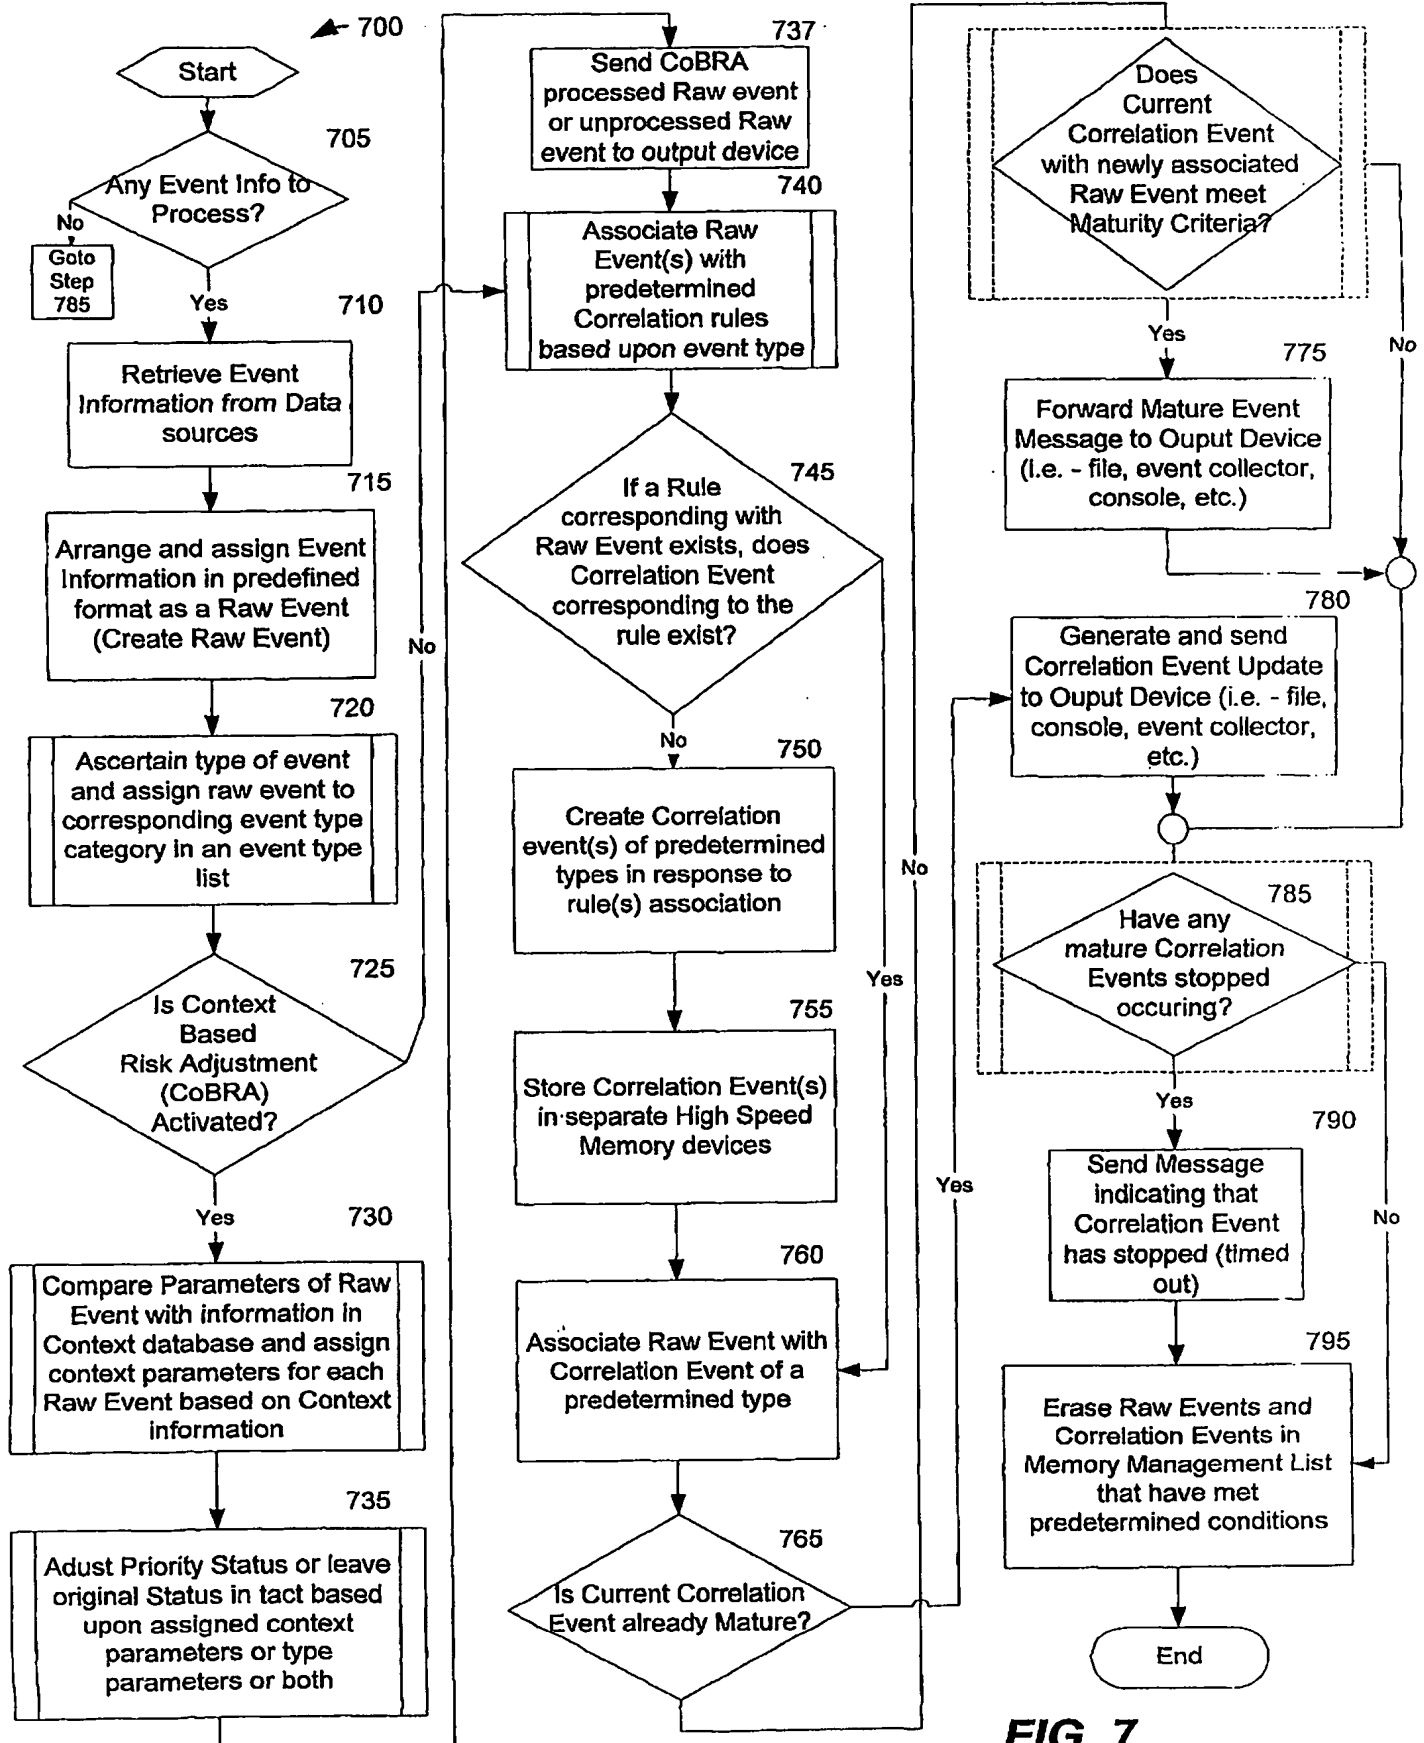 700
Start
705
Any Event Info to
Process?
No
Goto
Step
785
Yes
710
Retrieve Event
Information from Data
sources
715
Arrange and assign Event
Information in predefined
format as a Raw Event
(Create Raw Event)
720
Ascertain type of event
and assign raw event to
corresponding event type
category in an event type
list
725
Is Context
Based
Risk Adjustment
(CoBRA)
Activated?
No
Yes
730
Compare Parameters of Raw
Event with information in
Context database and assign
context parameters for each
Raw Event based on Context
information
735
Adust Priority Status or leave
original Status in tact based
upon assigned context
parameters or type
parameters or both
737
Send CoBRA
processed Raw event
or unprocessed Raw
event to output device
740
Associate Raw
Event(s) with
predetermined
Correlation rules
based upon event type
745
If a Rule
corresponding with
Raw Event exists, does
Correlation Event
corresponding to the
rule exist?
No
Yes
750
Create Correlation
event(s) of predetermined
types in response to
rule(s) association
755
Store Correlation Event(s)
in separate High Speed
Memory devices
760
Associate Raw Event with
Correlation Event of a
predetermined type
765
Is Current Correlation
Event already Mature?
No
Yes
Does
Current
Correlation Event
with newly associated
Raw Event meet
Maturity Criteria?
Yes
No
775
Forward Mature Event
Message to Ouput Device
(i.e. - file, event collector,
console, etc.)
780
Generate and send
Correlation Event Update
to Ouput Device (i.e. - file,
console, event collector,
etc.)
785
Have any
mature Correlation
Events stopped
occuring?
Yes
No
790
Send Message
indicating that
Correlation Event
has stopped (timed
out)
795
Erase Raw Events and
Correlation Events in
Memory Management List
that have met
predetermined conditions
End
FIG. 7